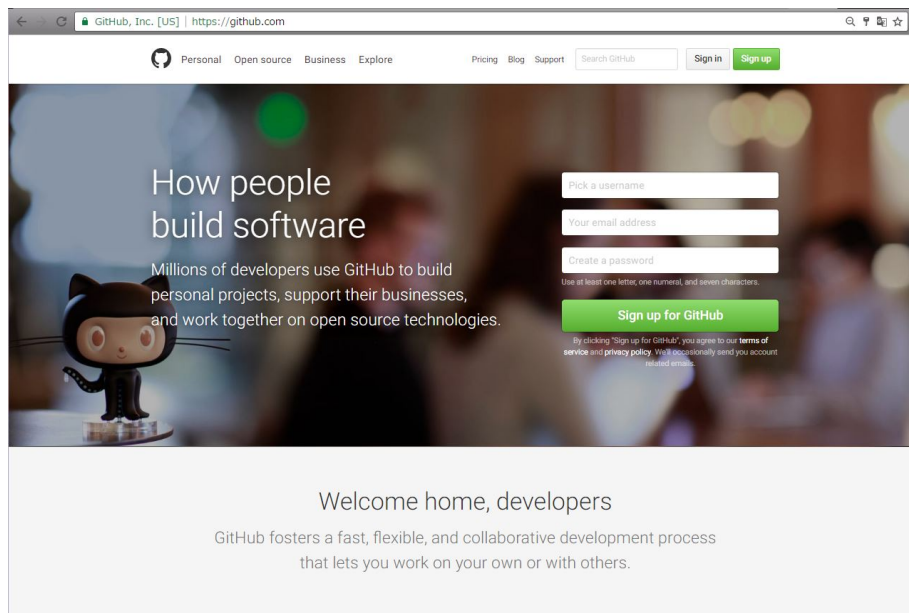 GitHub, Inc. [US] | https://github.com
Personal Open source Business Explore Pricing Blog Support Search GitHub Sign in Sign up
How people
build software
Millions of developers use GitHub to build
personal projects, support their businesses,
and work together on open source technologies.
Pick a username
Your email address
Create a password
Use at least one letter, one numeral, and seven characters.
Sign up for GitHub
By clicking "Sign up for GitHub", you agree to our terms of
service and privacy policy. We'll occasionally send you account
related emails.
Welcome home, developers
GitHub fosters a fast, flexible, and collaborative development process
that lets you work on your own or with others.